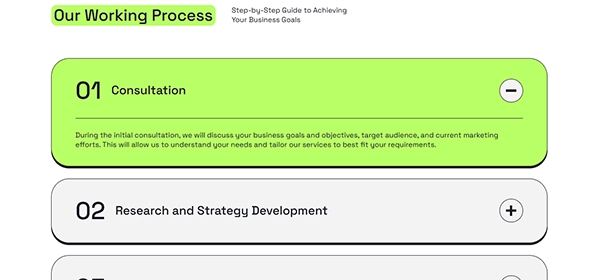 Our Working Process
Step-by-Step Guide to Achieving
Your Business Goals
01 Consultation
During the initial consultation, we will discuss your business goals and objectives, target audience, and current marketing
efforts. This will allow us to understand your needs and tailor our services to best fit your requirements.
02 Research and Strategy Development